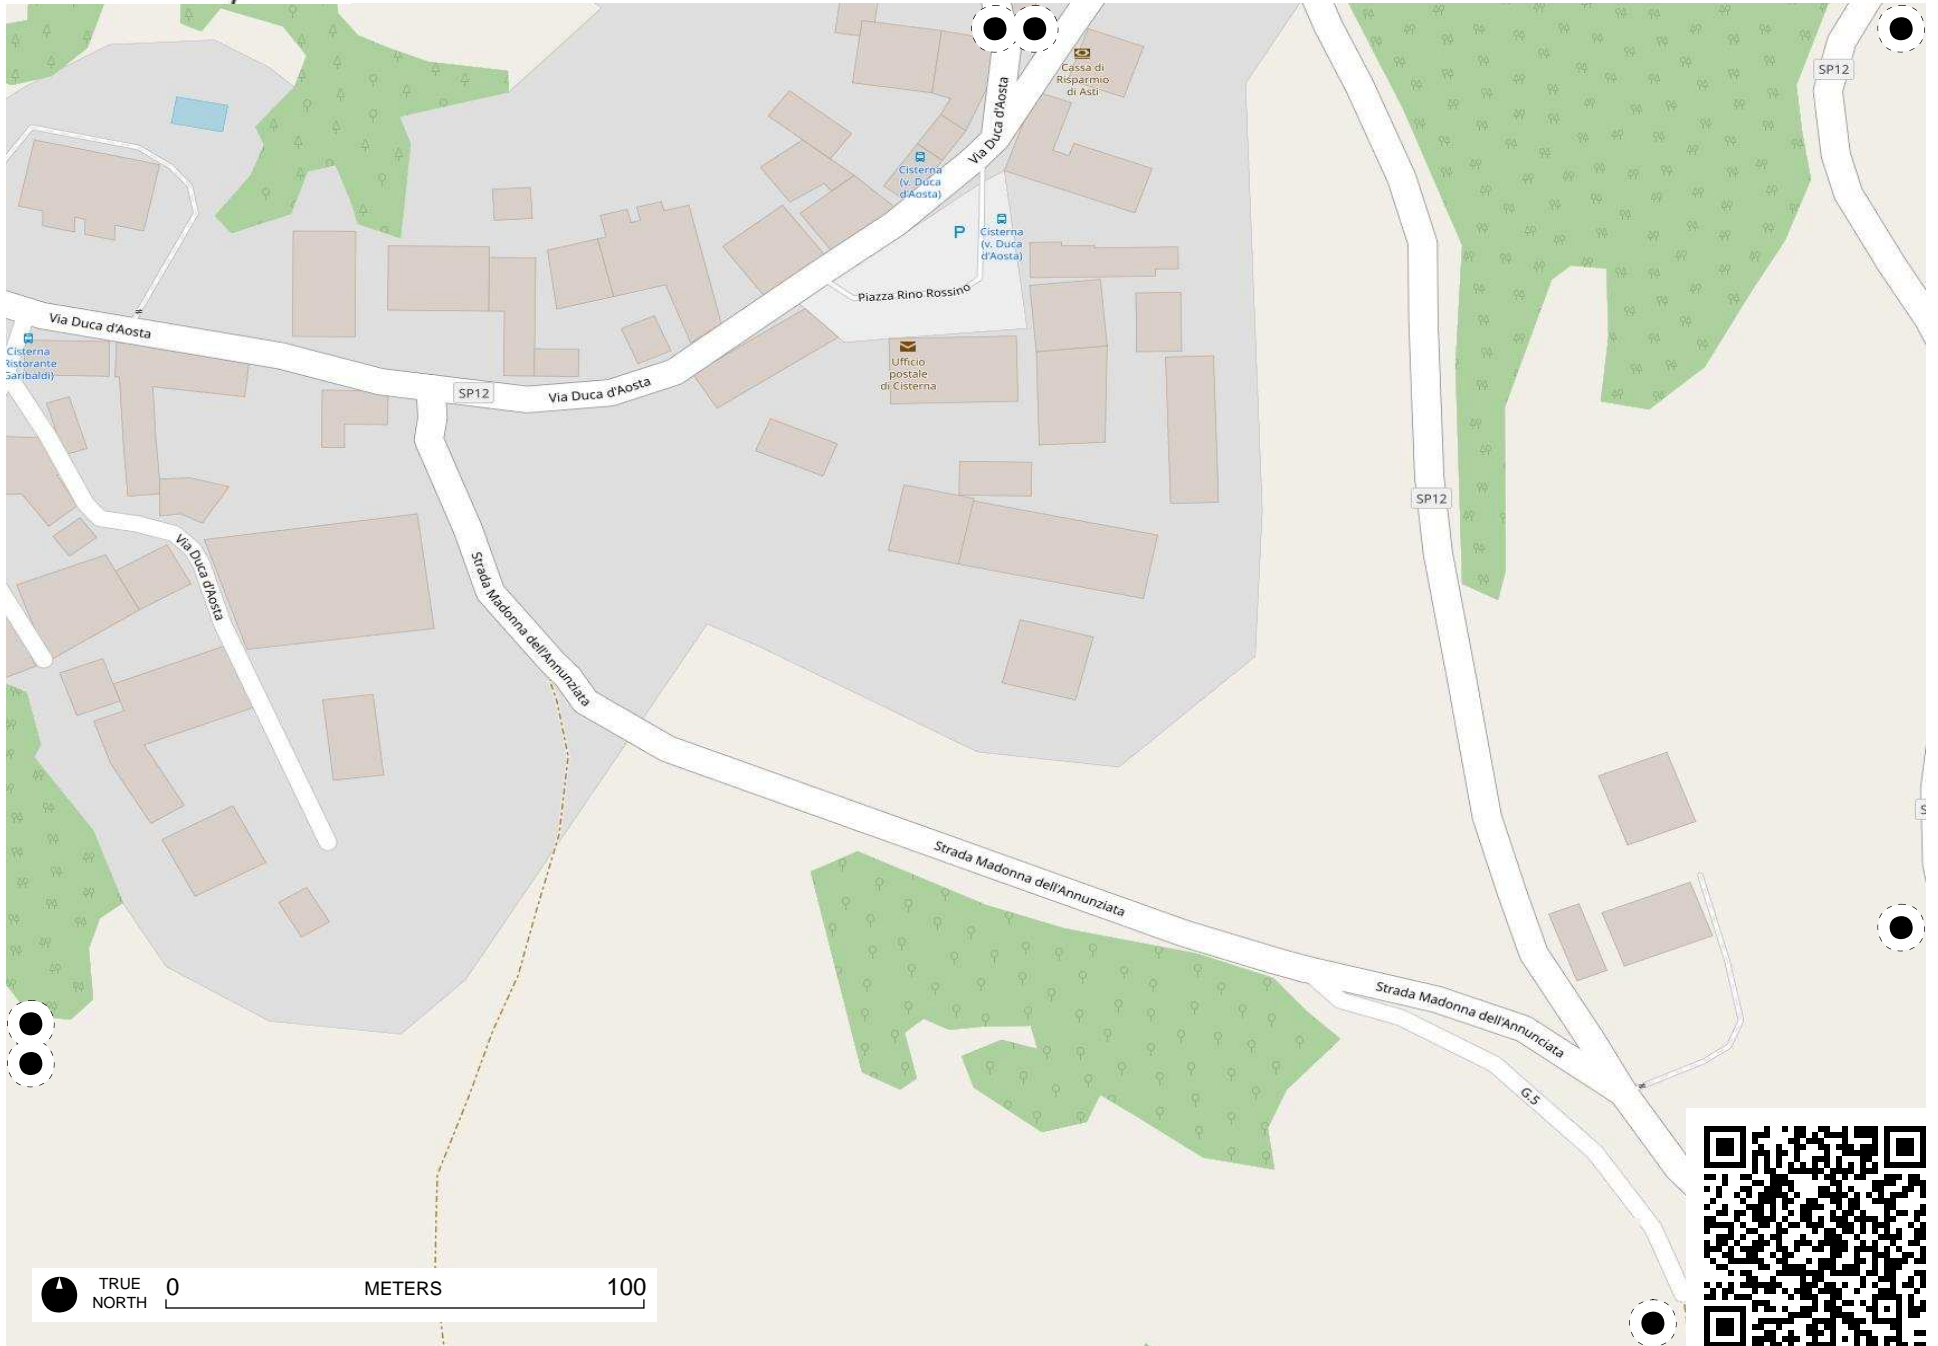 SP12
Cassa di
Risparmio
di Asti
Via Duca d'Aosta
Cisterna
(v. Duca
d'Aosta)
P
Cisterna
(v. Duca
d'Aosta)
Piazza Rino Rossino
Via Duca d'Aosta
Cisterna
Ristorante
Garibaldi)
Ufficio
postale
di Cisterna
SP12
Via Duca d'Aosta
SP12
Via Duca d'Aosta
Strada Madonna dell'Annunziata
Strada Madonna dell'Annunziata
Strada Madonna dell'Annunciata
G.5
TRUE
NORTH
0 METERS 100